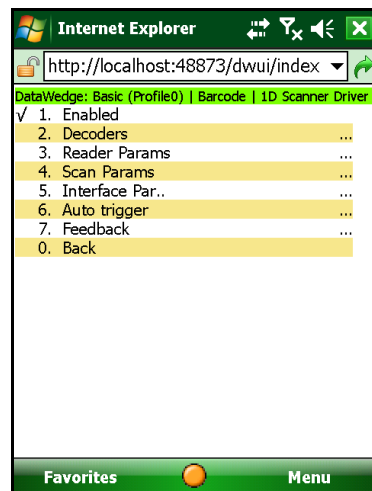 Internet Explorer
http://localhost:48873/dwui/index
DataWedge: Basic (Profile0) | Barcode | 1D Scanner Driver
√ 1. Enabled
2. Decoders ...
3. Reader Params ...
4. Scan Params ...
5. Interface Par.. ...
6. Auto trigger ...
7. Feedback ...
0. Back
Favorites Menu